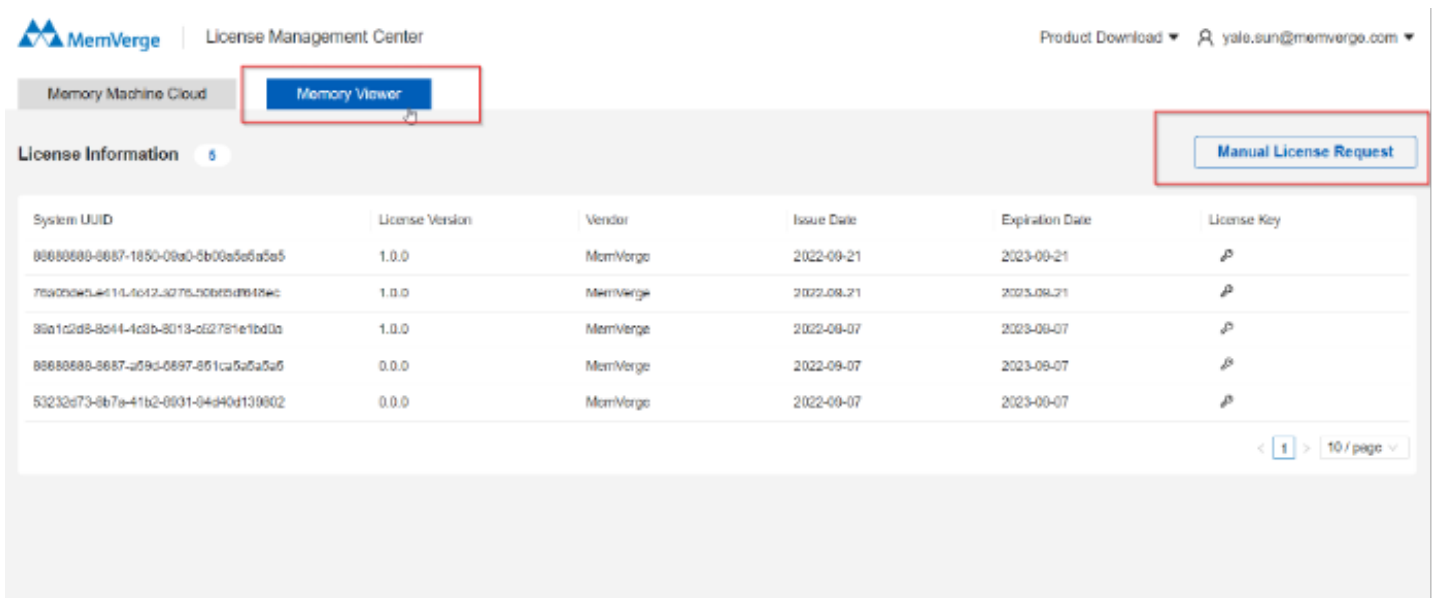 MemVerge License Management Center Product Download yale.sun@memverge.com
Memory Machine Cloud Memory Viewer
License Information 5 Manual License Request
System UUID License Version Vendor Issue Date Expiration Date License Key
1.0.0 MemVerge 2022-09-21 2023-09-21
1.0.0 MemVerge 2022-09-21 2023-09-21
1.0.0 MemVerge 2022-09-07 2023-09-07
0.0.0 MemVerge 2022-09-07 2023-09-07
0.0.0 MemVerge 2022-09-07 2023-09-07
< 1 > 10 / page